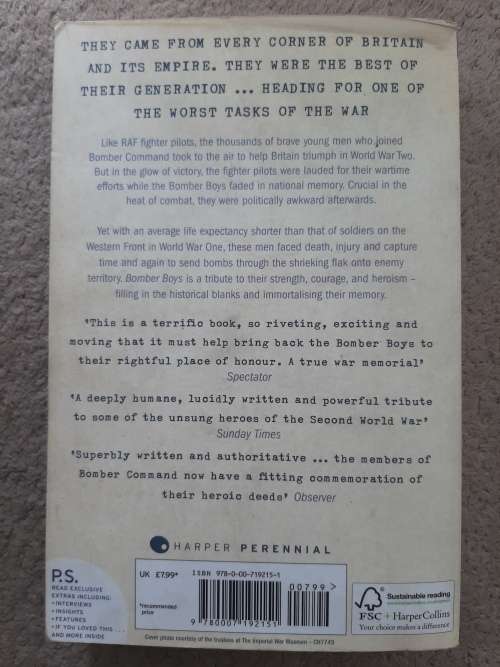 THEY CAME FROM EVERY CORNER OF BRITAIN
AND ITS EMPIRE. THEY WERE THE BEST OF
THEIR GENERATION ... HEADING FOR ONE OF
THE WORST TASKS OF THE WAR
Like RAF fighter pilots, the thousands of brave young men who joined
Bomber Command took to the air to help Britain triumph in World War Two.
But in the glow of victory, the fighter pilots were lauded for their wartime
efforts while the Bomber Boys faded in national memory. Crucial in the
heat of combat, they were politically awkward afterwards.
Yet with an average life expectancy shorter than that of soldiers on the
Western Front in World War One, these men faced death, injury and capture
time and again to send bombs through the shrieking flak onto enemy
territory. Bomber Boys is a tribute to their strength, courage, and heroism –
filling in the historical blanks and immortalising their memory.
'This is a terrific book, so riveting, exciting and
moving that it must help bring back the Bomber Boys to
their rightful place of honour. A true war memorial'
Spectator
'A deeply humane, lucidly written and powerful tribute
to some of the unsung heroes of the Second World War'
Sunday Times
'Superbly written and authoritative ... the members of
Bomber Command now have a fitting commemoration of
their heroic deeds' Observer
HARPER PERENNIAL
P.S.
READ EXCLUSIVE
EXTRAS INCLUDING:
•INTERVIEWS
•INSIGHTS
•FEATURES
•IF YOU LOVED THIS ...
AND MORE INSIDE
UK £7.99*
*recommended
price
ISBN 978-0-00-719215-1
00799 >
9 780007 192151
Sustainable reading
FSC + HarperCollins
Your choice makes a difference
Cover photo courtesy of the trustees of The Imperial War Museum – CH7743